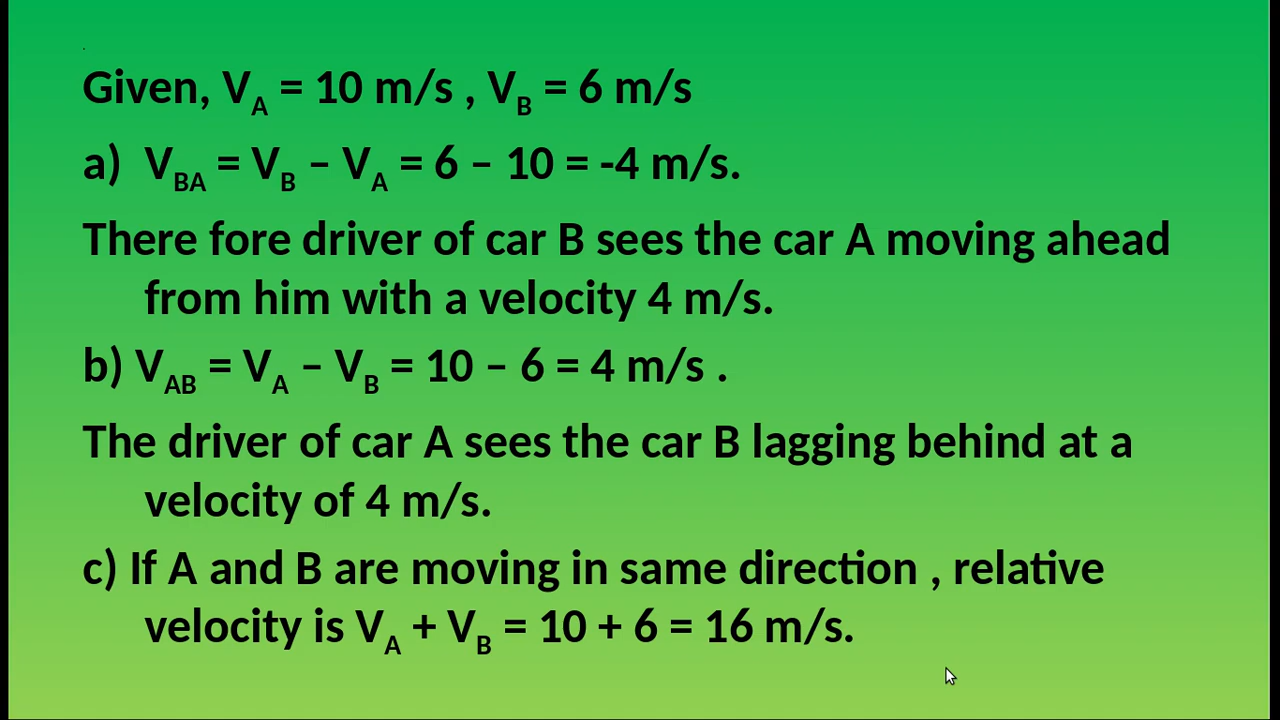 Given, VA = 10 m/s , VB = 6 m/s
a) VBA = VB – VA = 6 – 10 = -4 m/s.
There fore driver of car B sees the car A moving ahead
from him with a velocity 4 m/s.
b) VAB = VA – VB = 10 – 6 = 4 m/s .
The driver of car A sees the car B lagging behind at a
velocity of 4 m/s.
c) If A and B are moving in same direction , relative
velocity is VA + VB = 10 + 6 = 16 m/s.